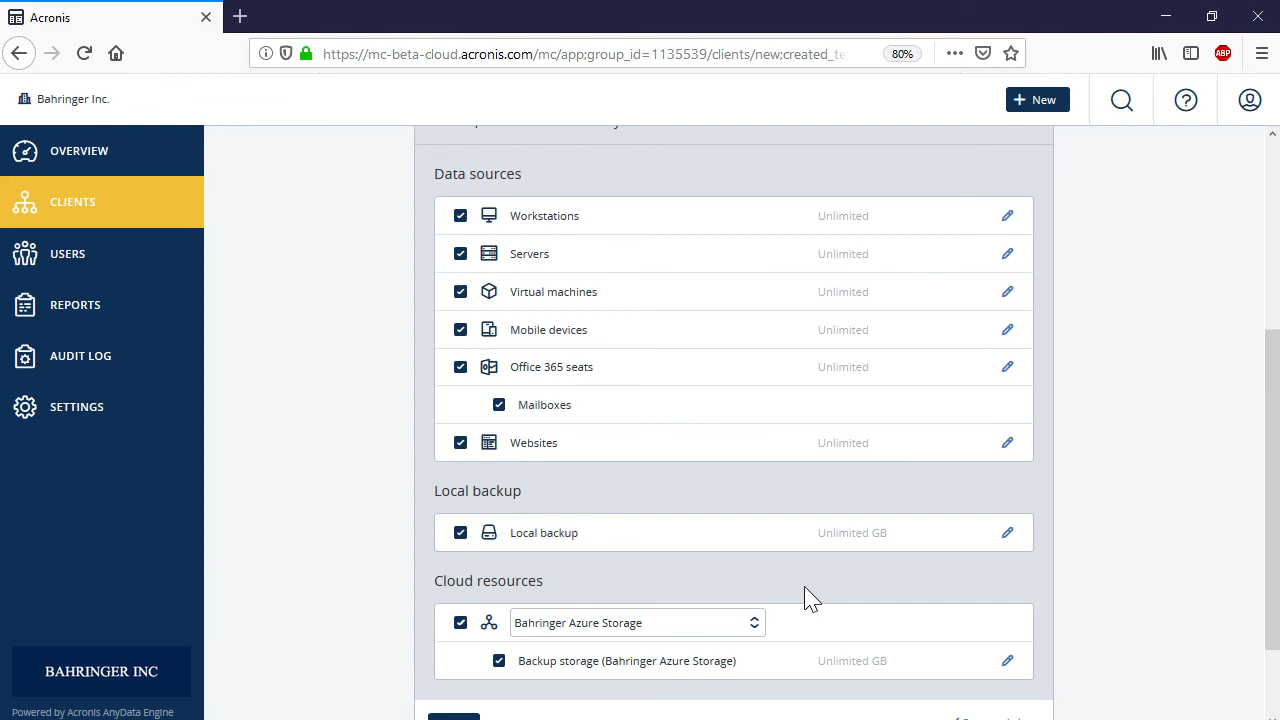 Acronis
https://mc-beta-cloud.acronis.com/mc/app;group_id=1135539/clients/new;created_te
80%
ABP
Bahringer Inc.
+ New
OVERVIEW
CLIENTS
USERS
REPORTS
AUDIT LOG
SETTINGS
Data sources
Workstations Unlimited
Servers Unlimited
Virtual machines Unlimited
Mobile devices Unlimited
Office 365 seats Unlimited
Mailboxes
Websites Unlimited
Local backup
Local backup Unlimited GB
Cloud resources
Bahringer Azure Storage
Backup storage (Bahringer Azure Storage) Unlimited GB
BAHRINGER INC
Powered by Acronis AnyData Engine